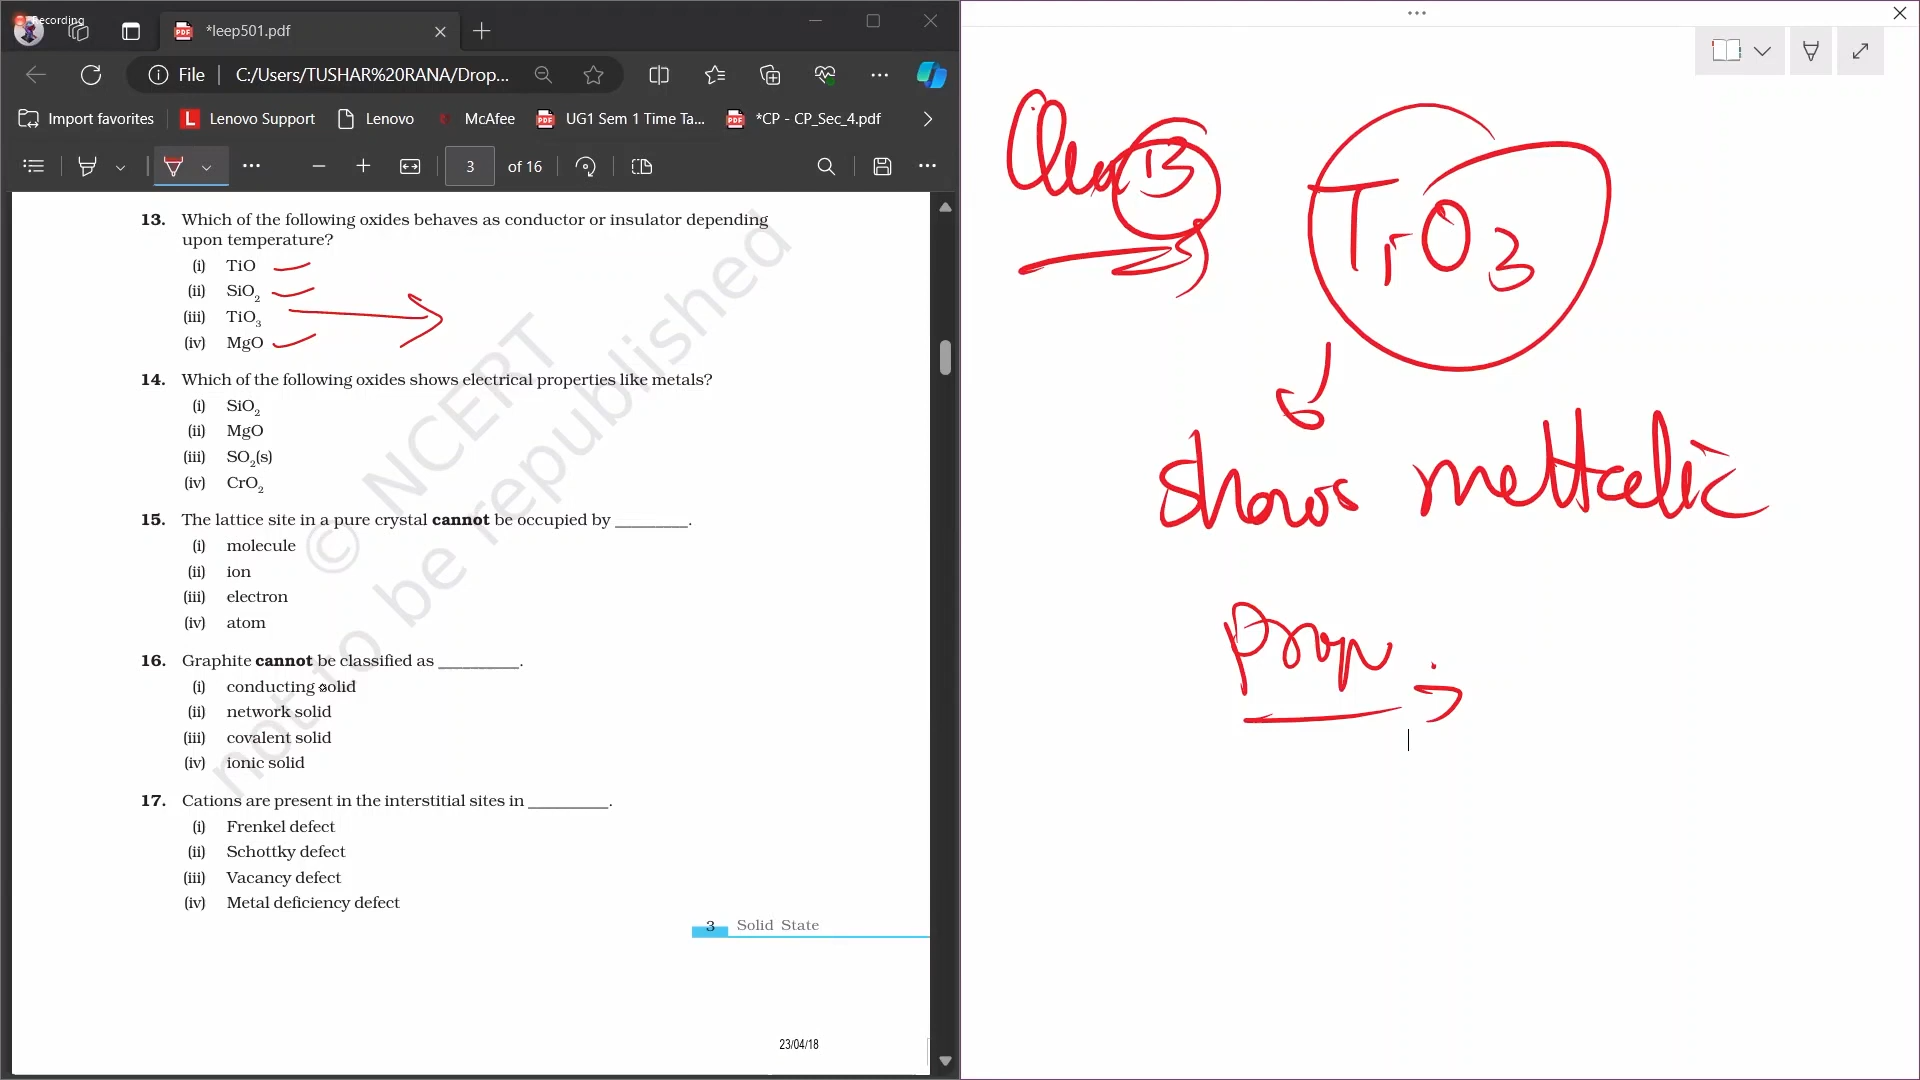 Recording
*leep501.pdf
File
C:/Users/TUSHAR%20RANA/Drop...
Import favorites
Lenovo Support
Lenovo
McAfee
UG1 Sem 1 Time Ta...
*CP - CP_Sec_4.pdf
3 of 16
13. Which of the following oxides behaves as conductor or insulator depending
upon temperature?
(i) TiO
(ii) SiO2
(iii) TiO3
(iv) MgO
14. Which of the following oxides shows electrical properties like metals?
(i) SiO2
(ii) MgO
(iii) SO2(s)
(iv) CrO2
15. The lattice site in a pure crystal cannot be occupied by _________.
(i) molecule
(ii) ion
(iii) electron
(iv) atom
16. Graphite cannot be classified as __________.
(i) conducting solid
(ii) network solid
(iii) covalent solid
(iv) ionic solid
17. Cations are present in the interstitial sites in __________.
(i) Frenkel defect
(ii) Schottky defect
(iii) Vacancy defect
(iv) Metal deficiency defect
3 Solid State
23/04/18
© NCERT
not to be republished
13
TiO3
shows mettalic
prop